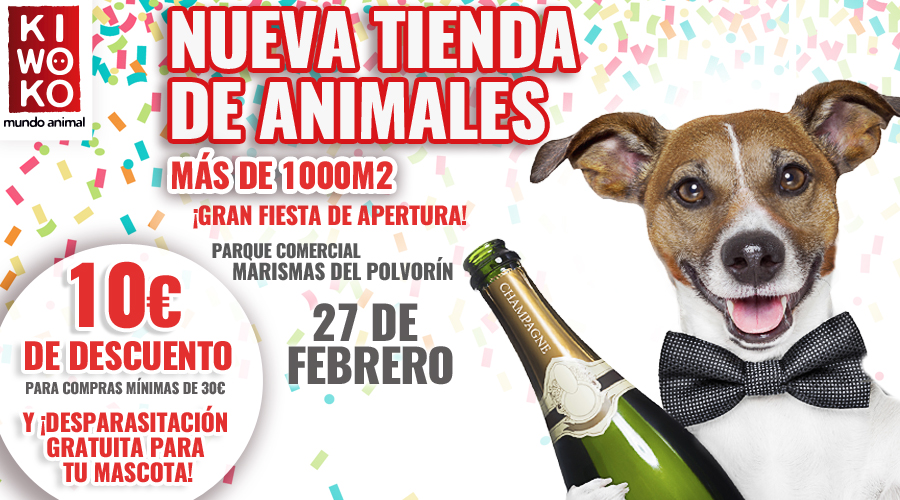 KI
WO
KO
mundo animal
NUEVA TIENDA
DE ANIMALES
MÁS DE 1000M2
¡GRAN FIESTA DE APERTURA!
PARQUE COMERCIAL
MARISMAS DEL POLVORÍN
27 DE
FEBRERO
10€
DE DESCUENTO
PARA COMPRAS MÍNIMAS DE 30€
Y ¡DESPARASITACIÓN
GRATUITA PARA
TU MASCOTA!
CHAMPAGNE